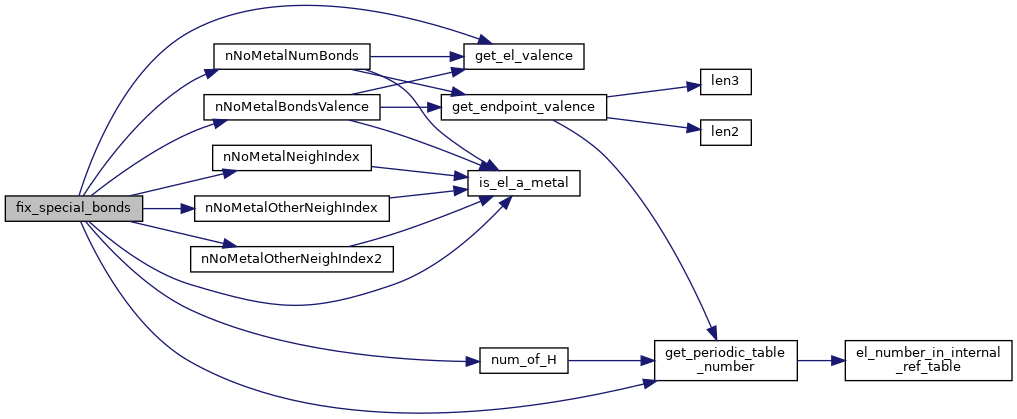 fix_special_bonds
nNoMetalNumBonds
nNoMetalBondsValence
nNoMetalNeighIndex
nNoMetalOtherNeighIndex
nNoMetalOtherNeighIndex2
num_of_H
get_el_valence
get_endpoint_valence
is_el_a_metal
len3
len2
get_periodic_table
_number
el_number_in_internal
_ref_table